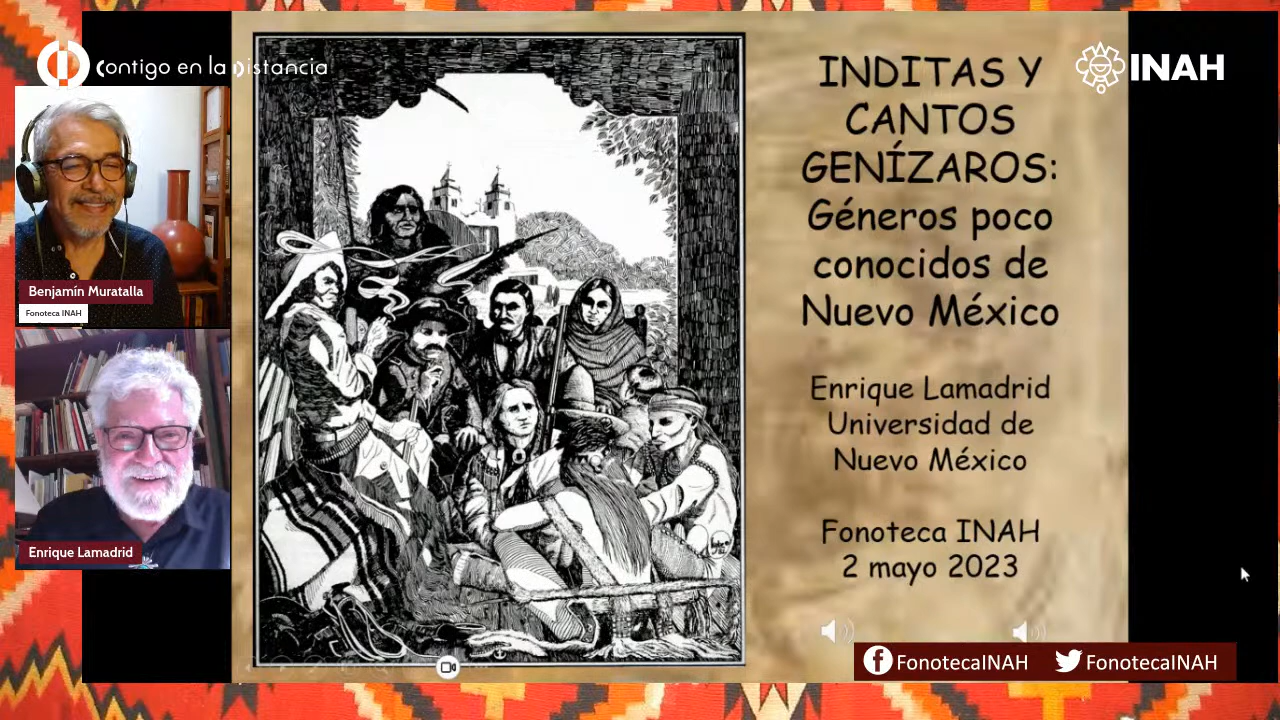 Contigo en la Distancia
INAH
Benjamín Muratalla
Fonoteca INAH
Enrique Lamadrid
INDITAS Y
CANTOS
GENÍZAROS:
Géneros poco
conocidos de
Nuevo México
Enrique Lamadrid
Universidad de
Nuevo México
Fonoteca INAH
2 mayo 2023
FonotecaINAH
FonotecaINAH